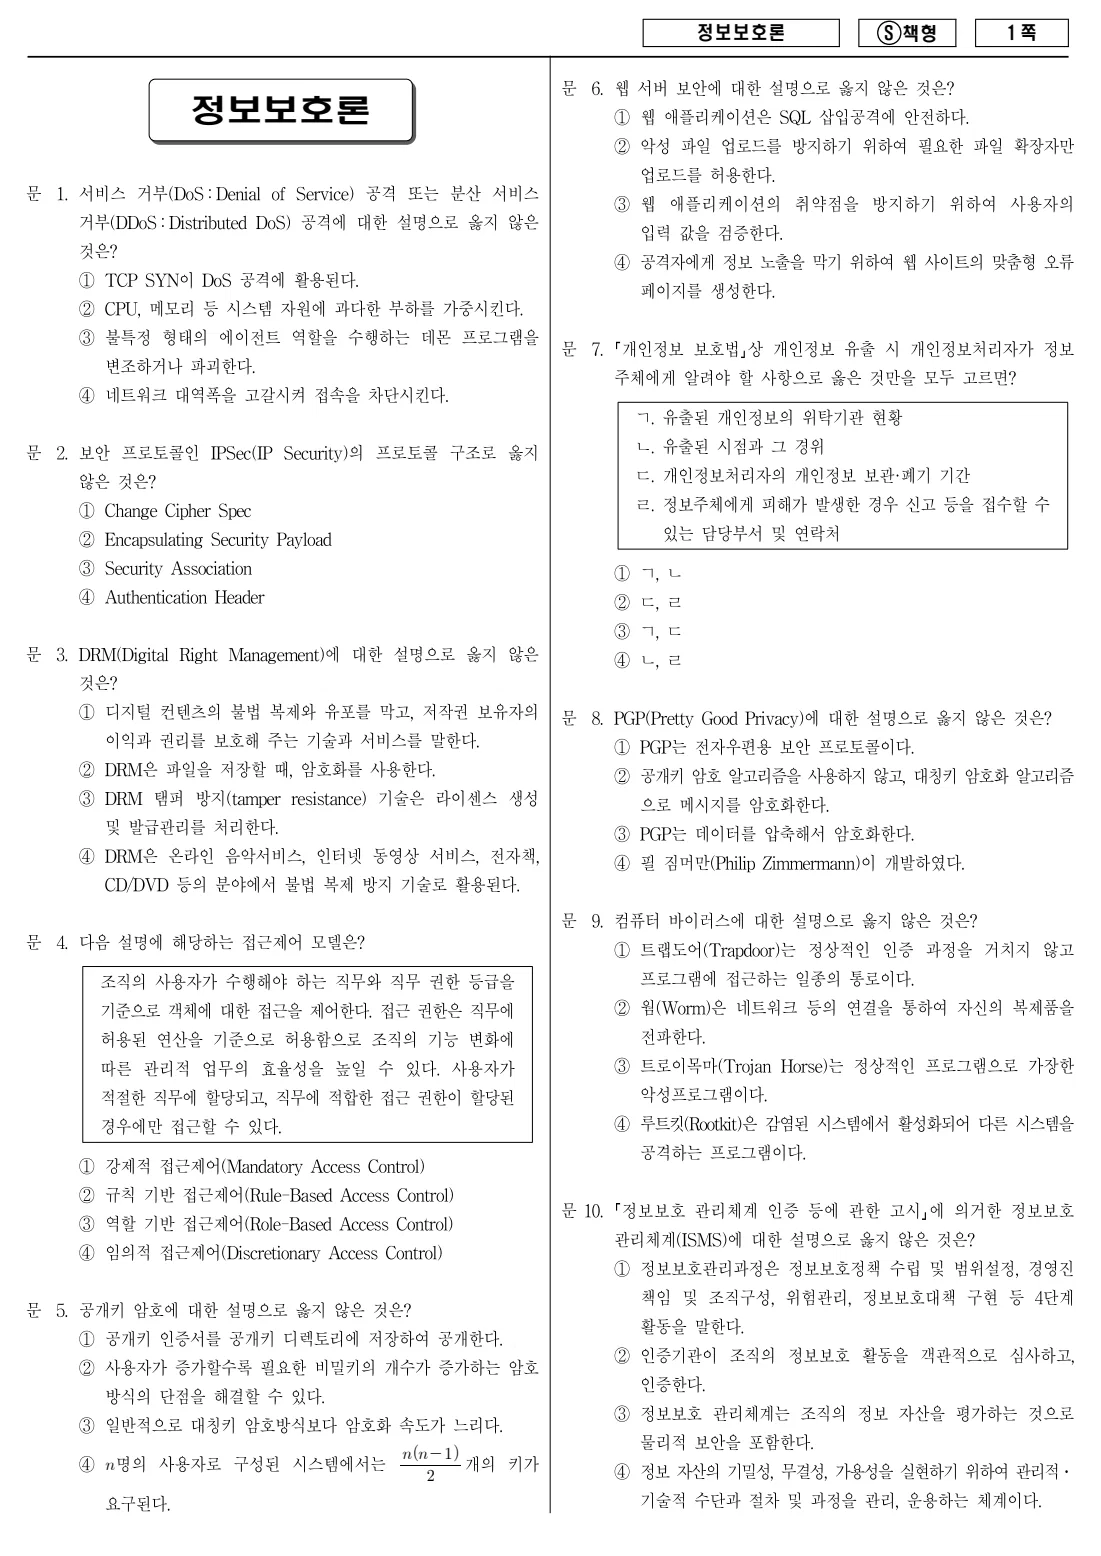 정보보호론
Ⓢ책형
1쪽
정보보호론
문 1. 서비스 거부(DoS : Denial of Service) 공격 또는 분산 서비스
거부(DDoS : Distributed DoS) 공격에 대한 설명으로 옳지 않은
것은?
① TCP SYN이 DoS 공격에 활용된다.
② CPU, 메모리 등 시스템 자원에 과다한 부하를 가중시킨다.
③ 불특정 형태의 에이전트 역할을 수행하는 데몬 프로그램을
변조하거나 파괴한다.
④ 네트워크 대역폭을 고갈시켜 접속을 차단시킨다.
문 2. 보안 프로토콜인 IPSec(IP Security)의 프로토콜 구조로 옳지
않은 것은?
① Change Cipher Spec
② Encapsulating Security Payload
③ Security Association
④ Authentication Header
문 3. DRM(Digital Right Management)에 대한 설명으로 옳지 않은
것은?
① 디지털 컨텐츠의 불법 복제와 유포를 막고, 저작권 보유자의
이익과 권리를 보호해 주는 기술과 서비스를 말한다.
② DRM은 파일을 저장할 때, 암호화를 사용한다.
③ DRM 탬퍼 방지(tamper resistance) 기술은 라이센스 생성
및 발급관리를 처리한다.
④ DRM은 온라인 음악서비스, 인터넷 동영상 서비스, 전자책,
CD/DVD 등의 분야에서 불법 복제 방지 기술로 활용된다.
문 4. 다음 설명에 해당하는 접근제어 모델은?
조직의 사용자가 수행해야 하는 직무와 직무 권한 등급을
기준으로 객체에 대한 접근을 제어한다. 접근 권한은 직무에
허용된 연산을 기준으로 허용함으로 조직의 기능 변화에
따른 관리적 업무의 효율성을 높일 수 있다. 사용자가
적절한 직무에 할당되고, 직무에 적합한 접근 권한이 할당된
경우에만 접근할 수 있다.
① 강제적 접근제어(Mandatory Access Control)
② 규칙 기반 접근제어(Rule-Based Access Control)
③ 역할 기반 접근제어(Role-Based Access Control)
④ 임의적 접근제어(Discretionary Access Control)
문 5. 공개키 암호에 대한 설명으로 옳지 않은 것은?
① 공개키 인증서를 공개키 디렉토리에 저장하여 공개한다.
② 사용자가 증가할수록 필요한 비밀키의 개수가 증가하는 암호
방식의 단점을 해결할 수 있다.
③ 일반적으로 대칭키 암호방식보다 암호화 속도가 느리다.
④ n명의 사용자로 구성된 시스템에서는 n(n-1)/2 개의 키가
요구된다.
문 6. 웹 서버 보안에 대한 설명으로 옳지 않은 것은?
① 웹 애플리케이션은 SQL 삽입공격에 안전하다.
② 악성 파일 업로드를 방지하기 위하여 필요한 파일 확장자만
업로드를 허용한다.
③ 웹 애플리케이션의 취약점을 방지하기 위하여 사용자의
입력 값을 검증한다.
④ 공격자에게 정보 노출을 막기 위하여 웹 사이트의 맞춤형 오류
페이지를 생성한다.
문 7. 「개인정보 보호법」상 개인정보 유출 시 개인정보처리자가 정보
주체에게 알려야 할 사항으로 옳은 것만을 모두 고르면?
ㄱ. 유출된 개인정보의 위탁기관 현황
ㄴ. 유출된 시점과 그 경위
ㄷ. 개인정보처리자의 개인정보 보관·폐기 기간
ㄹ. 정보주체에게 피해가 발생한 경우 신고 등을 접수할 수
있는 담당부서 및 연락처
① ㄱ, ㄴ
② ㄷ, ㄹ
③ ㄱ, ㄷ
④ ㄴ, ㄹ
문 8. PGP(Pretty Good Privacy)에 대한 설명으로 옳지 않은 것은?
① PGP는 전자우편용 보안 프로토콜이다.
② 공개키 암호 알고리즘을 사용하지 않고, 대칭키 암호화 알고리즘
으로 메시지를 암호화한다.
③ PGP는 데이터를 압축해서 암호화한다.
④ 필 짐머만(Philip Zimmermann)이 개발하였다.
문 9. 컴퓨터 바이러스에 대한 설명으로 옳지 않은 것은?
① 트랩도어(Trapdoor)는 정상적인 인증 과정을 거치지 않고
프로그램에 접근하는 일종의 통로이다.
② 웜(Worm)은 네트워크 등의 연결을 통하여 자신의 복제품을
전파한다.
③ 트로이목마(Trojan Horse)는 정상적인 프로그램으로 가장한
악성프로그램이다.
④ 루트킷(Rootkit)은 감염된 시스템에서 활성화되어 다른 시스템을
공격하는 프로그램이다.
문 10. 「정보보호 관리체계 인증 등에 관한 고시」에 의거한 정보보호
관리체계(ISMS)에 대한 설명으로 옳지 않은 것은?
① 정보보호관리과정은 정보보호정책 수립 및 범위설정, 경영진
책임 및 조직구성, 위험관리, 정보보호대책 구현 등 4단계
활동을 말한다.
② 인증기관이 조직의 정보보호 활동을 객관적으로 심사하고,
인증한다.
③ 정보보호 관리체계는 조직의 정보 자산을 평가하는 것으로
물리적 보안을 포함한다.
④ 정보 자산의 기밀성, 무결성, 가용성을 실현하기 위하여 관리적·
기술적 수단과 절차 및 과정을 관리, 운용하는 체계이다.